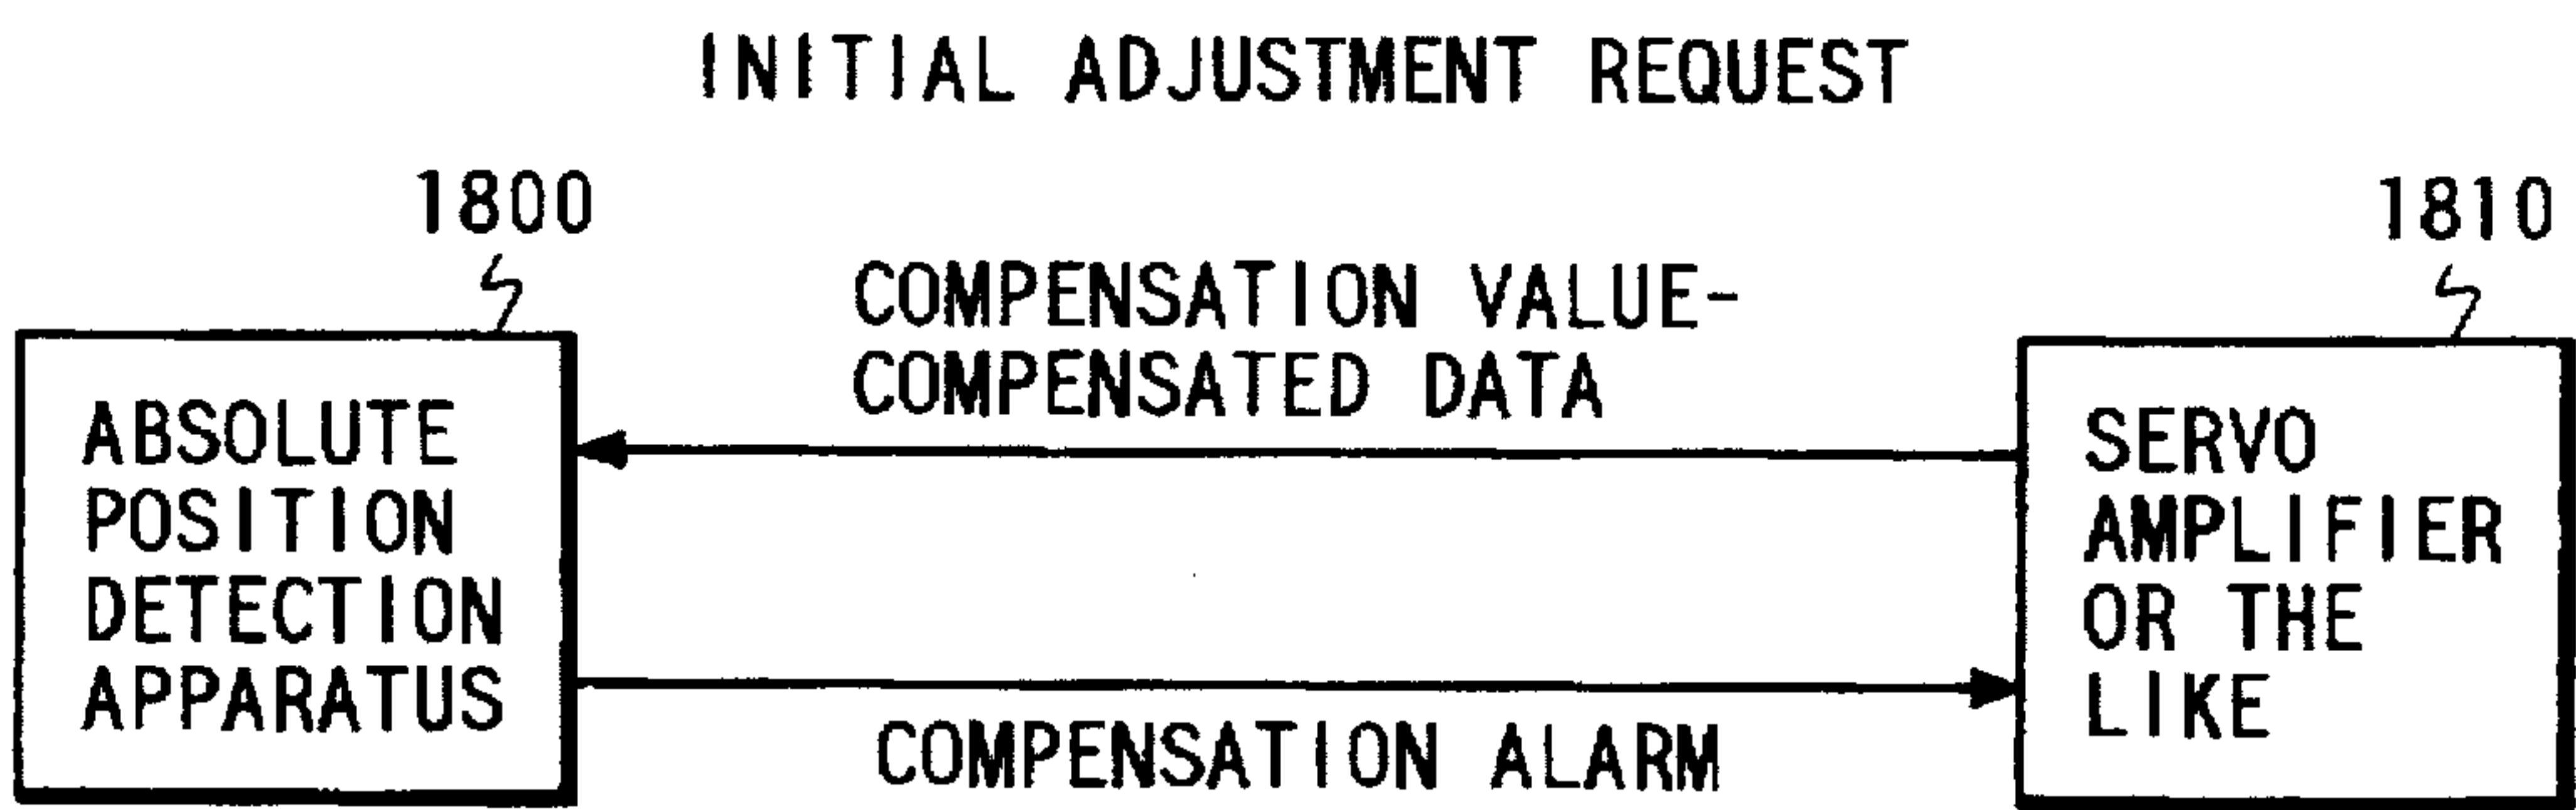 INITIAL ADJUSTMENT REQUEST
1800
1810
COMPENSATION VALUE-
COMPENSATED DATA
ABSOLUTE
POSITION
DETECTION
APPARATUS
SERVO
AMPLIFIER
OR THE
LIKE
COMPENSATION ALARM